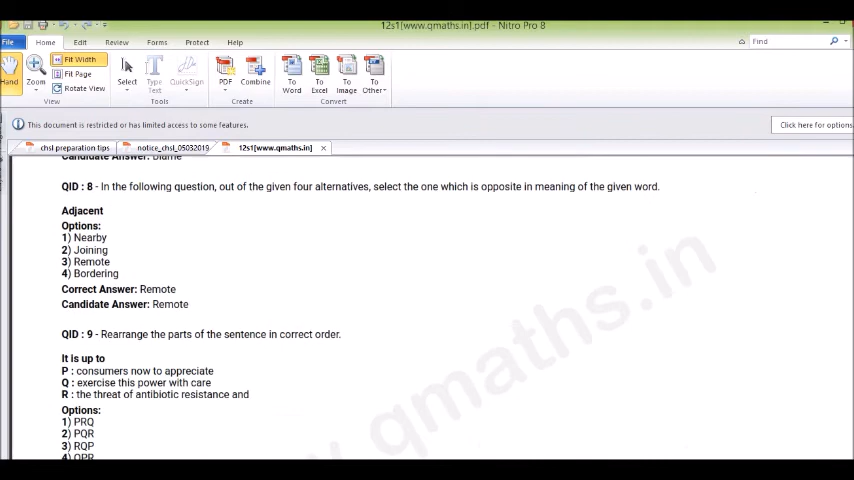 12s1[www.qmaths.in].pdf - Nitro Pro 8
File Home Edit Review Forms Protect Help Find
Hand Zoom Fit Width Fit Page Rotate View Select Type Text QuickSign PDF Combine To Word To Excel To Image To Other
View Tools Create Convert
This document is restricted or has limited access to some features. Click here for options
chsl preparation tips notice_chsl_05032019 12s1[www.qmaths.in]
Candidate Answer: Blame
QID : 8 - In the following question, out of the given four alternatives, select the one which is opposite in meaning of the given word.
Adjacent
Options:
1) Nearby
2) Joining
3) Remote
4) Bordering
Correct Answer: Remote
Candidate Answer: Remote
QID : 9 - Rearrange the parts of the sentence in correct order.
It is up to
P : consumers now to appreciate
Q : exercise this power with care
R : the threat of antibiotic resistance and
Options:
1) PRQ
2) PQR
3) RQP
4) QPR
www.qmaths.in